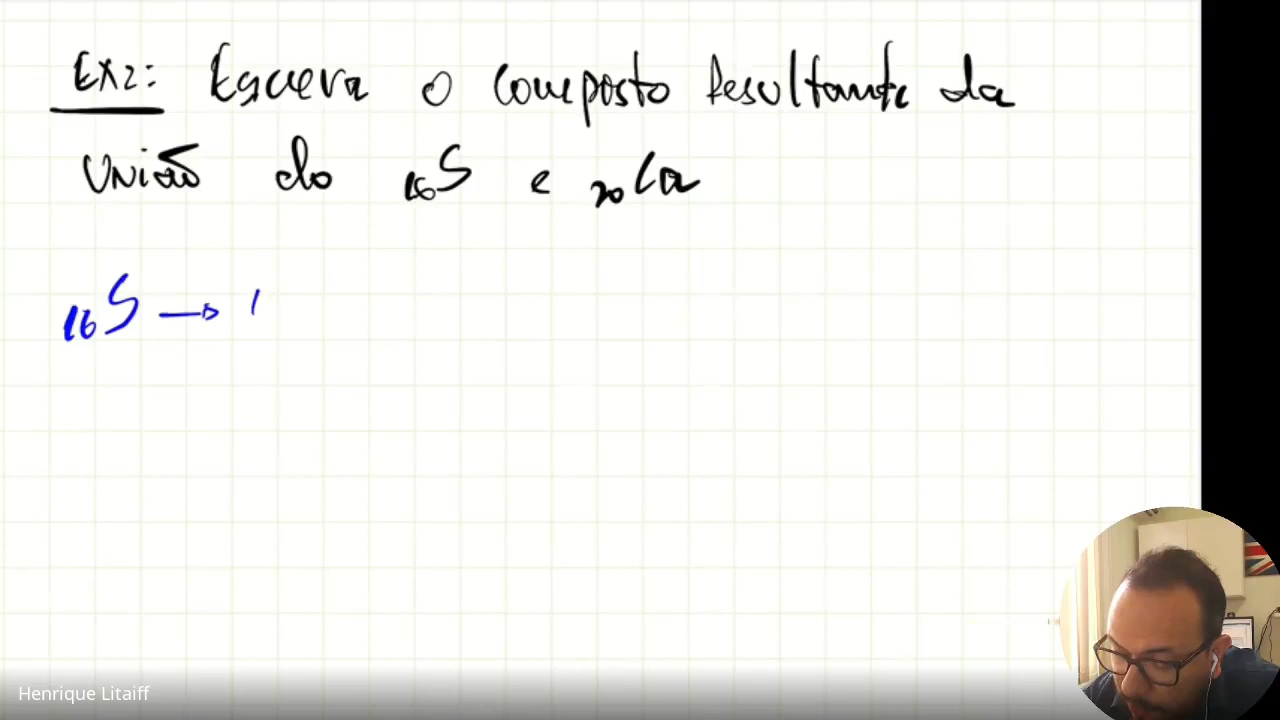 Ex2: Escreva o composto Resultante da
União do 16S e 20Ca
16S → 1
Henrique Litaiff